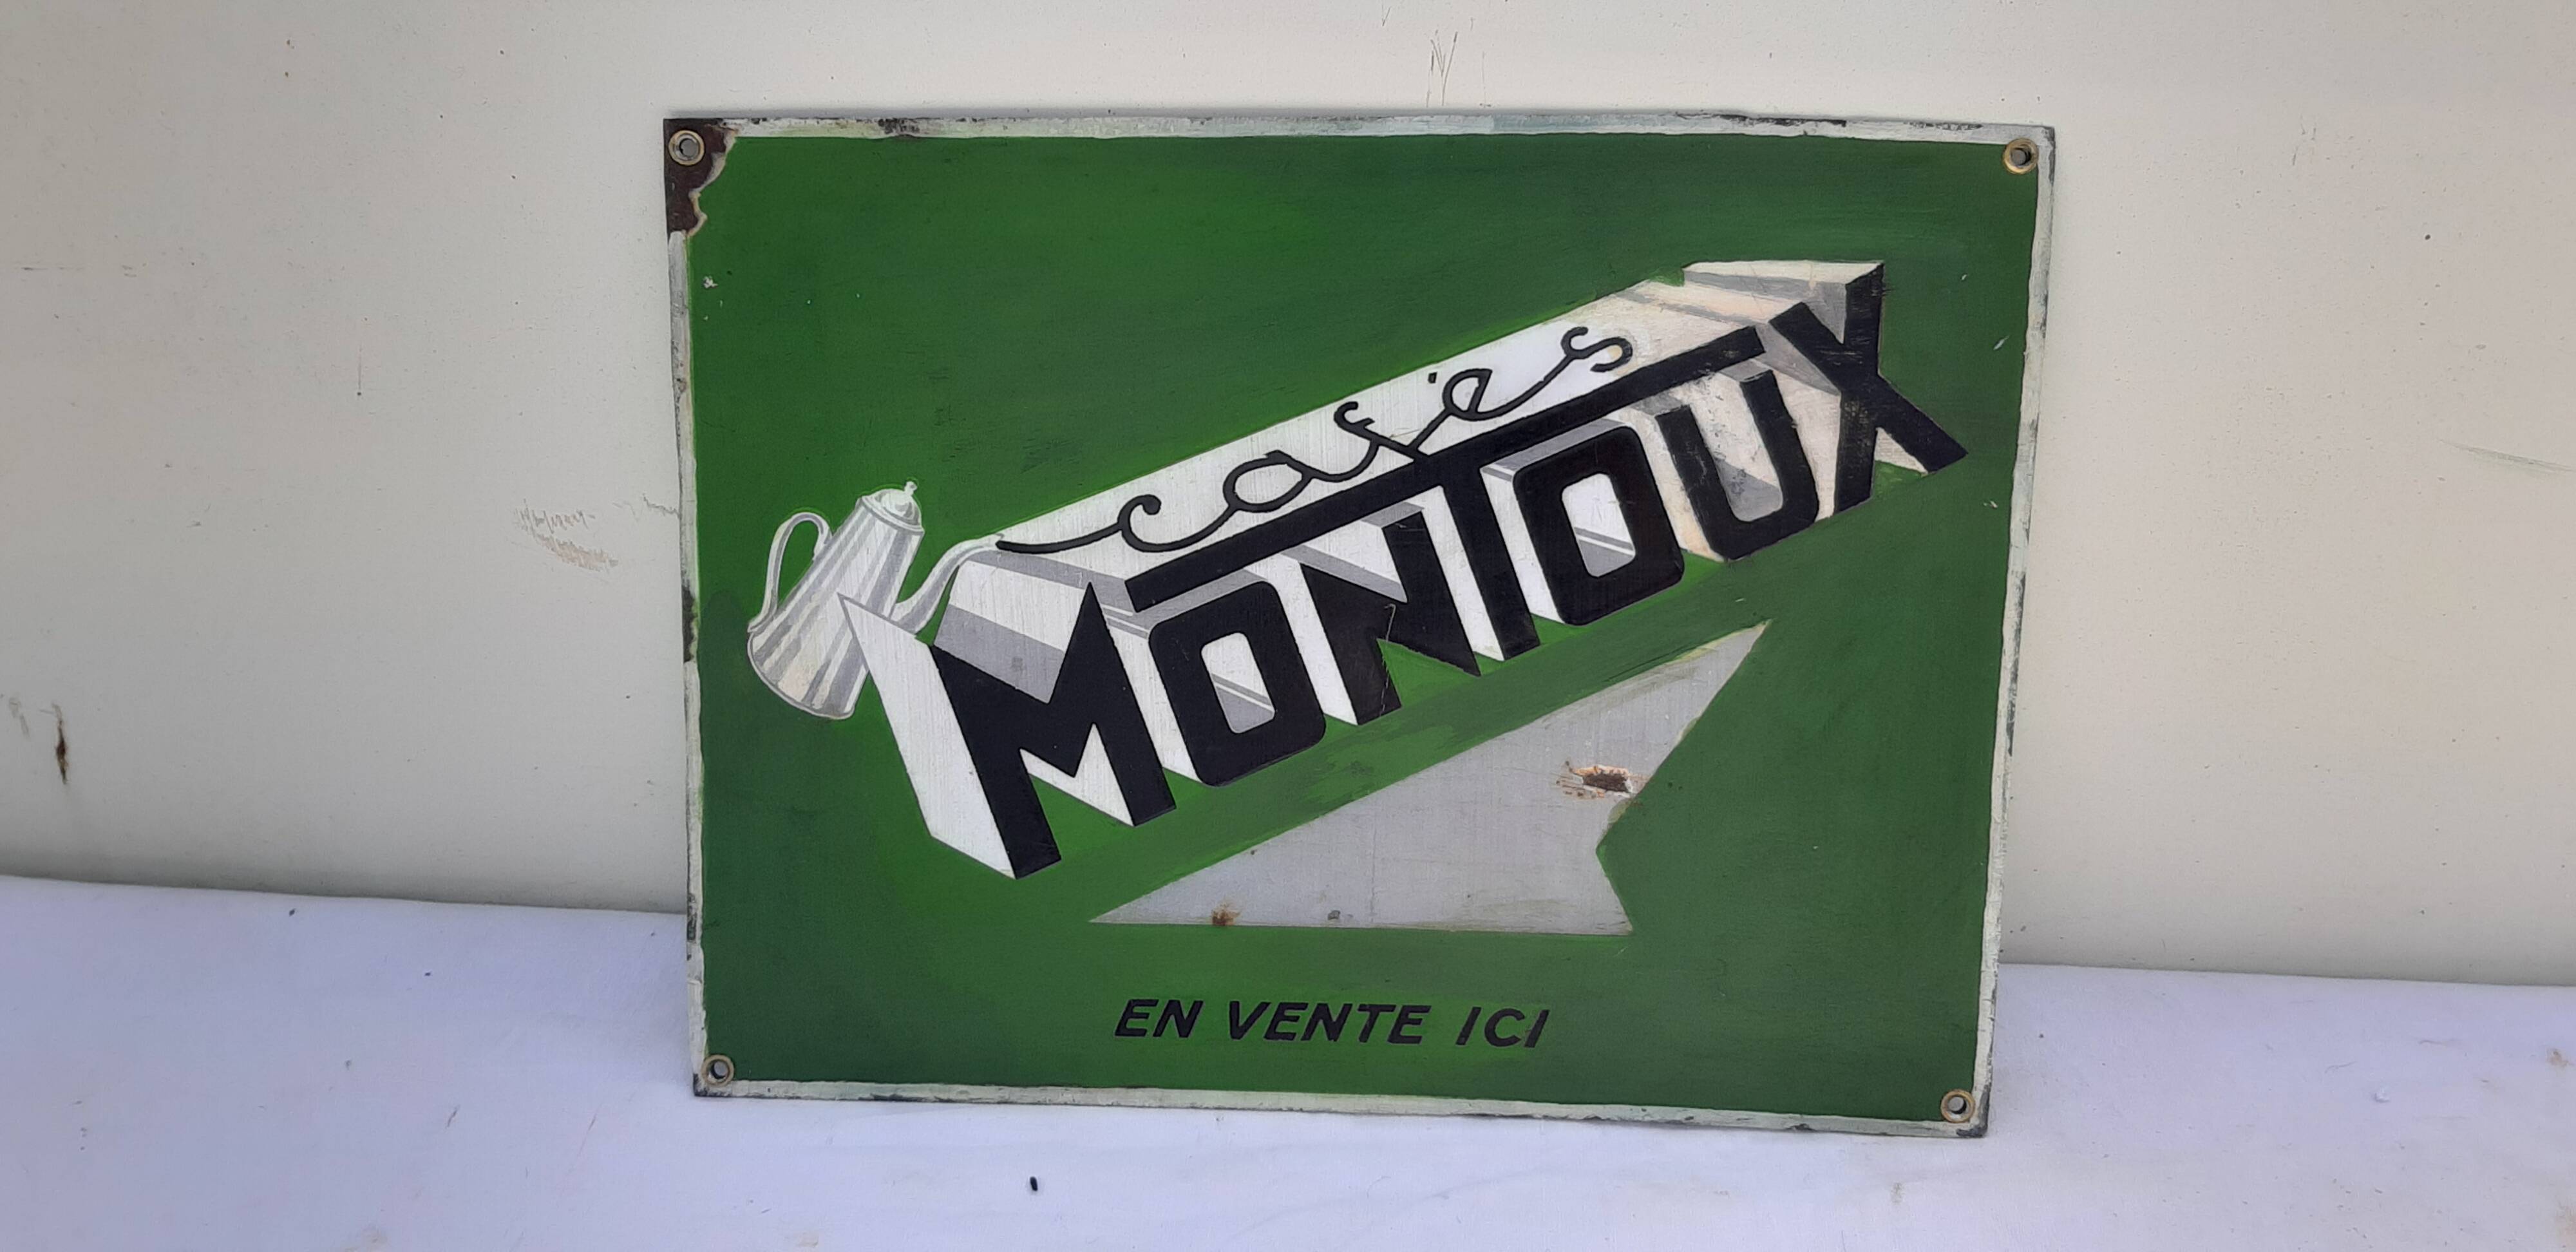 cafés
MONTOUX
EN VENTE ICI